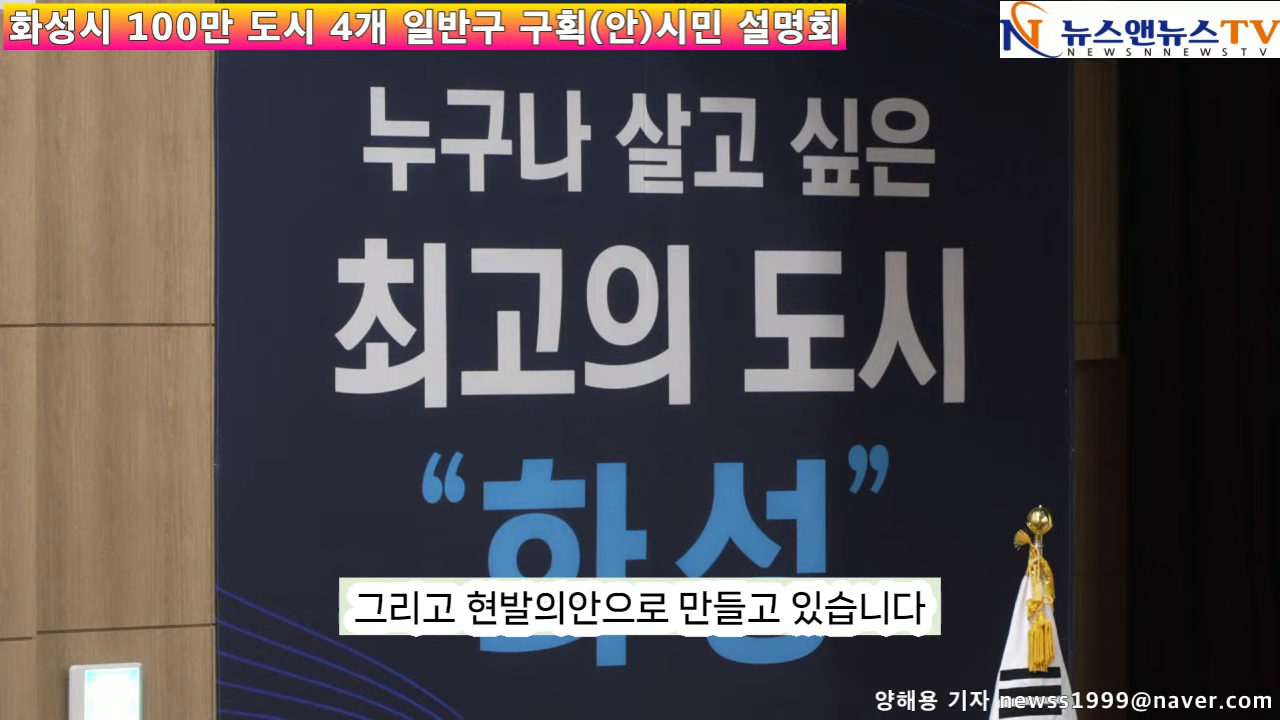 화성시 100만 도시 4개 일반구 구획(안)시민 설명회
뉴스앤뉴스TV
NEWSNNEWSTV
누구나 살고 싶은
최고의 도시
“화성”
그리고 현발의안으로 만들고 있습니다
양해용 기자 newss1999@naver.com